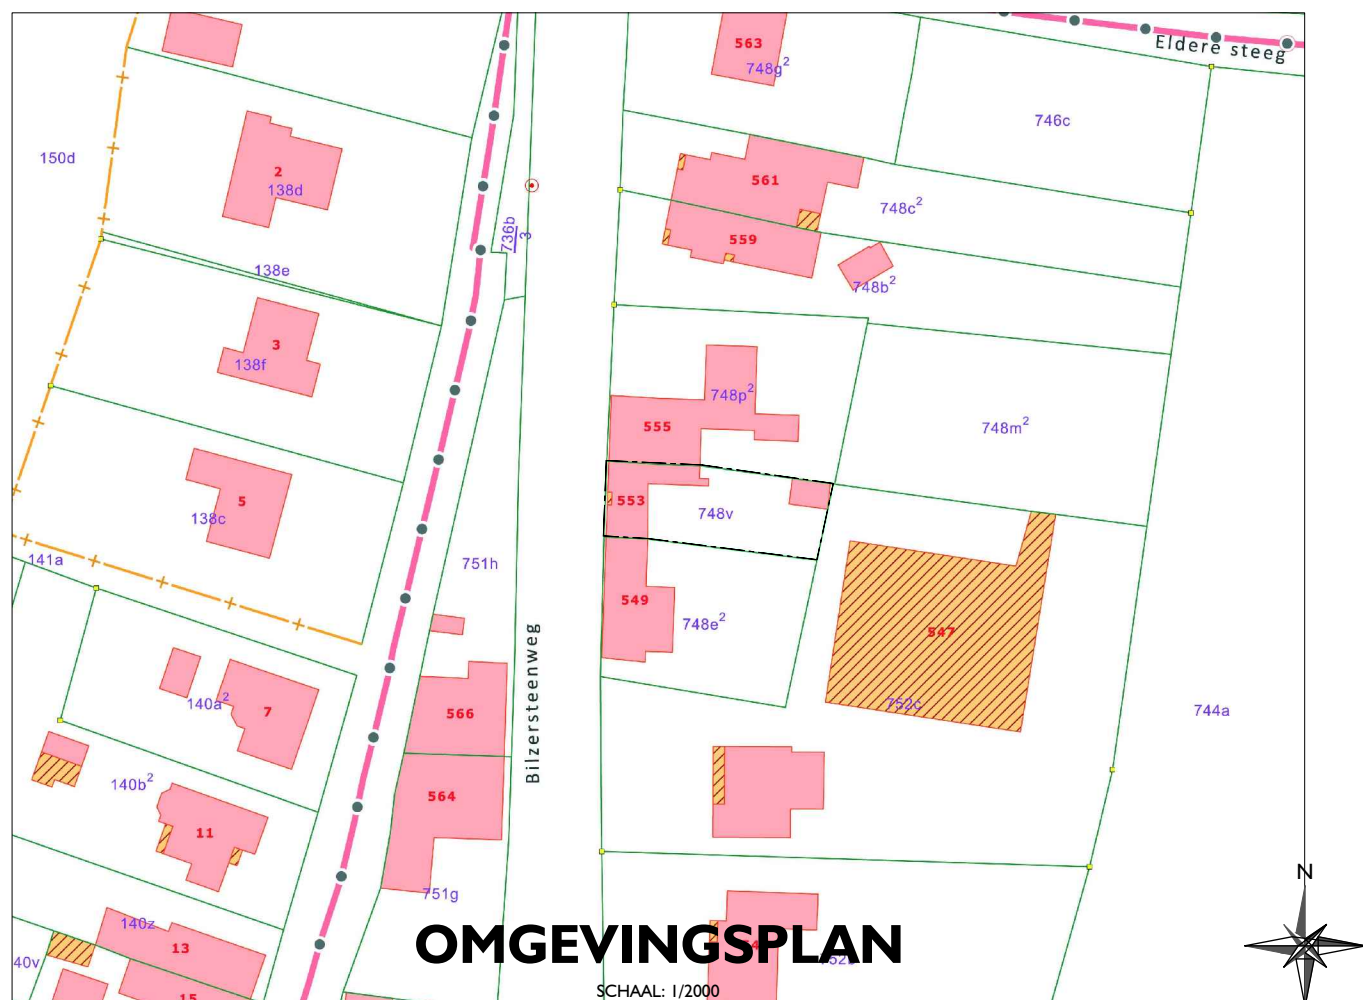 563
748g²
Eldere steeg
746c
150d
2
138d
561
748c²
559
736b
3
748b²
138e
3
138f
748p²
748m²
555
5
138c
553
748v
141a
751h
549
748e²
547
752c
744a
140a²
7
566
Bilzersteenweg
140b²
564
11
751g
140z
13
40v
15
N
OMGEVINGSPLAN
SCHAAL: 1/2000